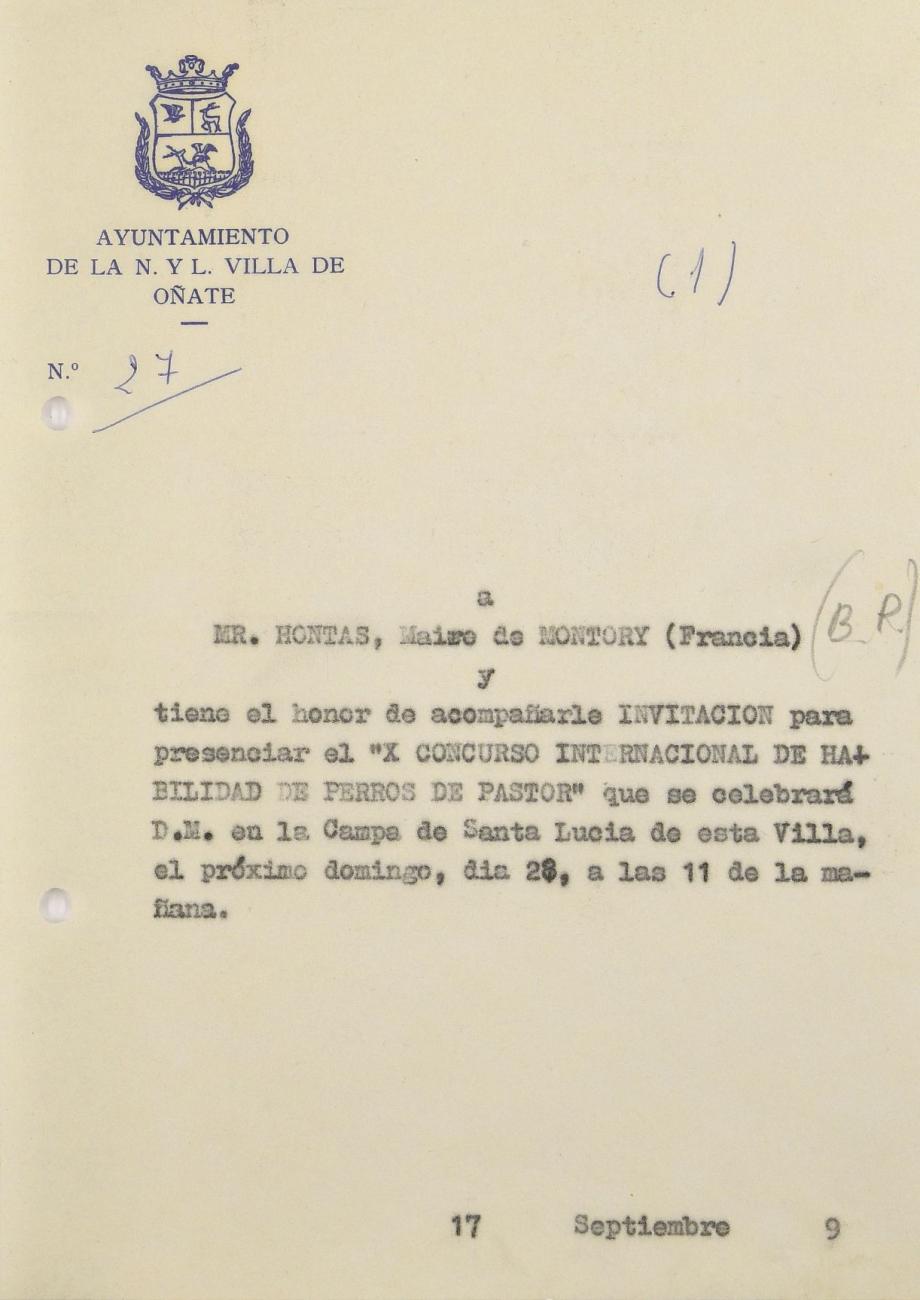 AYUNTAMIENTO
DE LA N. Y L. VILLA DE
OÑATE
(1)
N.º 27
a
MR. HONTAS, Maire de MONTORY (Francia) (B.R)
y
tiene el honor de acompañarle INVITACION para
presenciar el "X CONCURSO INTERNACIONAL DE HA-
BILIDAD DE PERROS DE PASTOR" que se celebrará
D.M. en la Campa de Santa Lucia de esta Villa,
el próximo domingo, dia 28, a las 11 de la ma-
ñana.
17 Septiembre 9